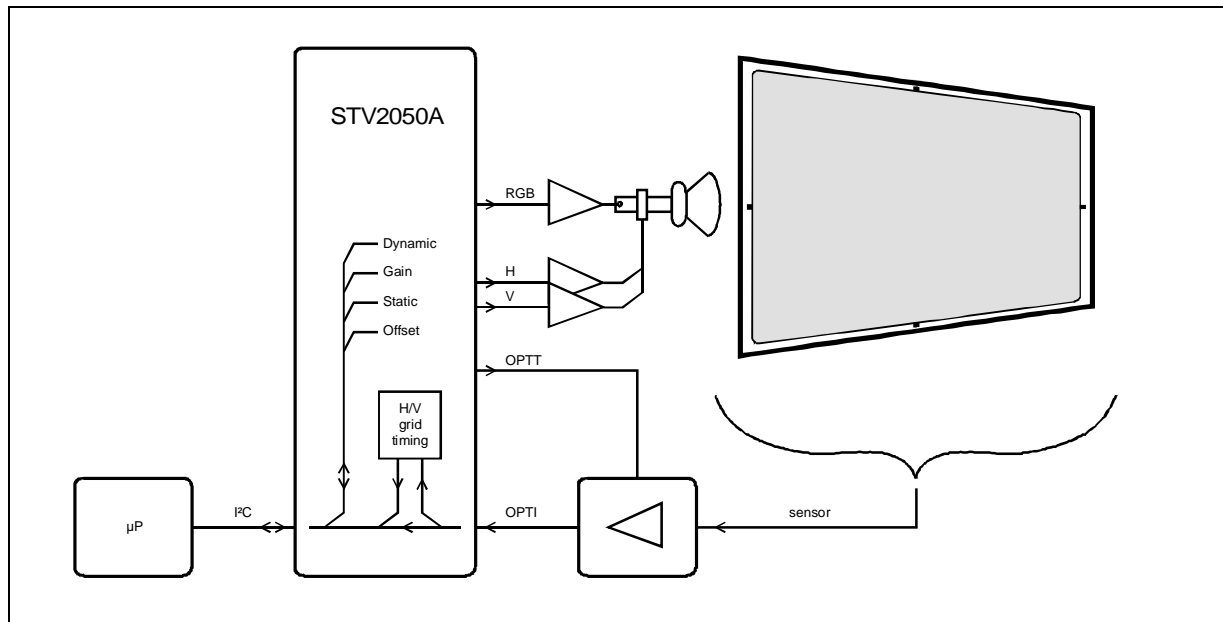 STV2050A
RGB
Dynamic
Gain
H
Static
V
Offset
OPTT
H/V
grid
timing
µP
I²C
OPTI
sensor